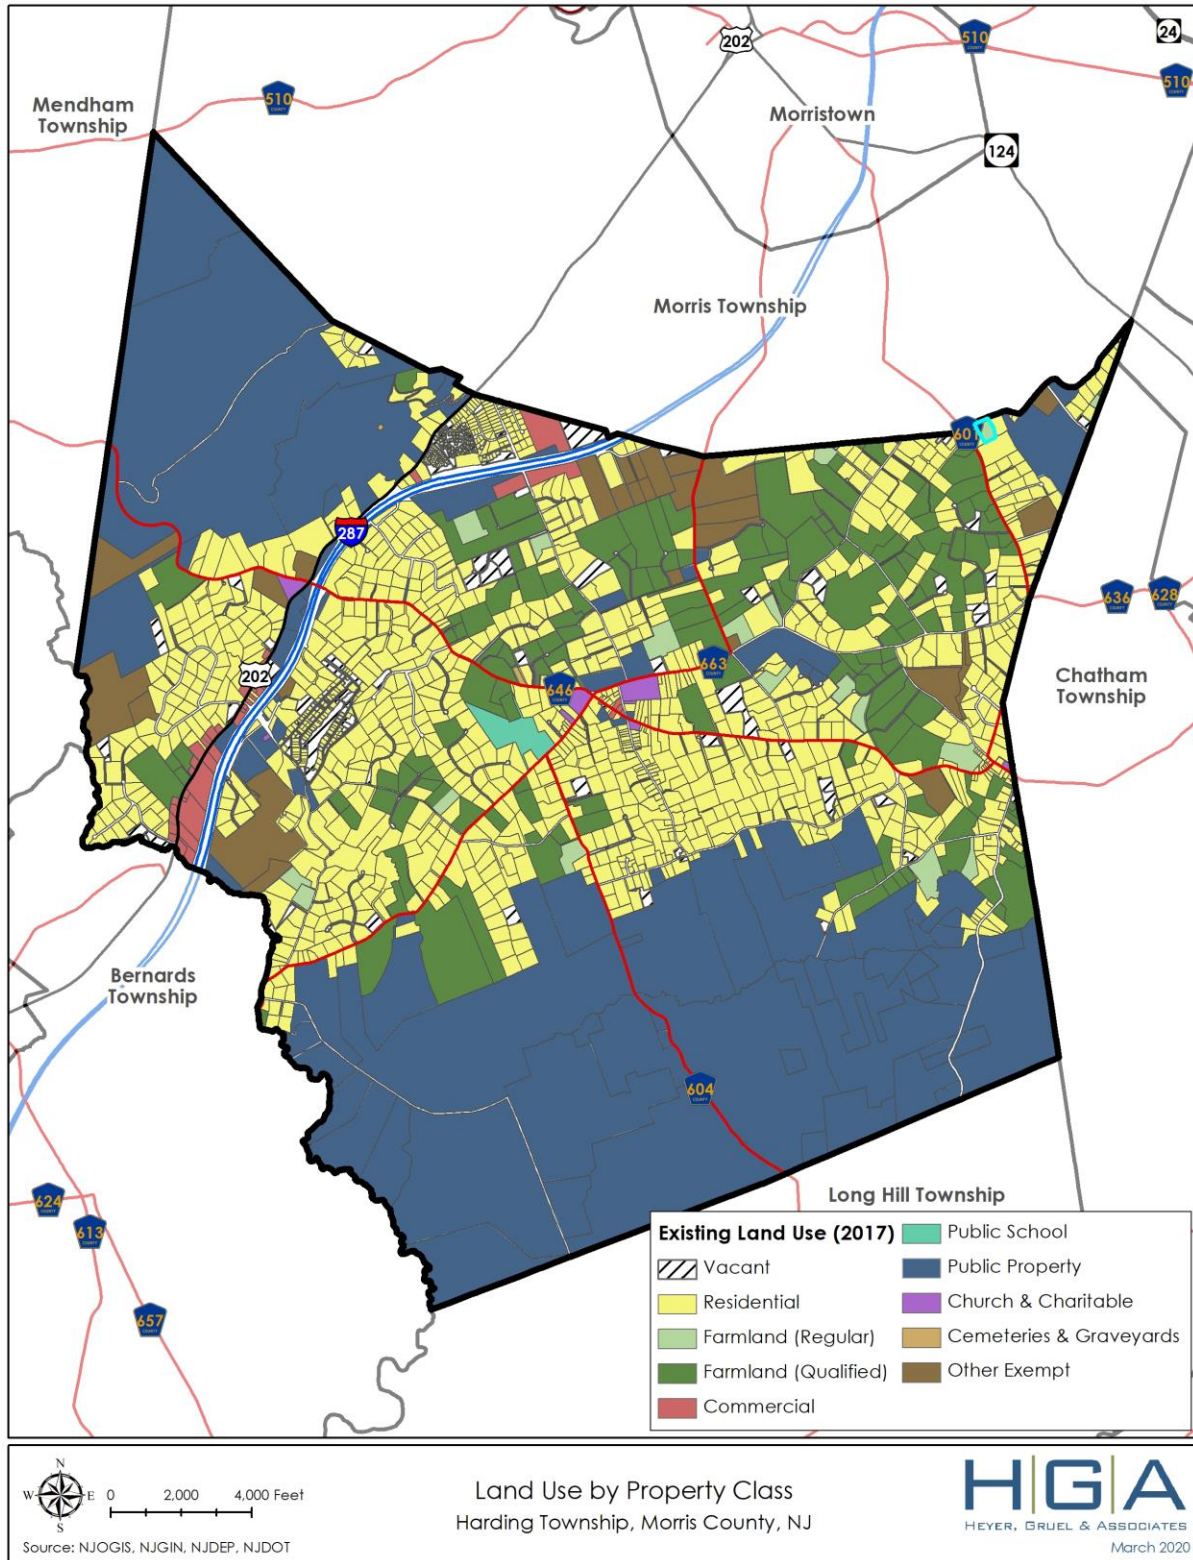 202
510
24
510
510
Mendham
Township
Morristown
124
Morris Township
601
287
636
628
202
646
663
Chatham
Township
Bernards
Township
604
624
COUNTY
613
COUNTY
657
COUNTY
Long Hill Township
Existing Land Use (2017)
Vacant
Residential
Farmland (Regular)
Farmland (Qualified)
Commercial
Public School
Public Property
Church & Charitable
Cemeteries & Graveyards
Other Exempt
N
W E
S
0 2,000 4,000 Feet
Source: NJOGIS, NJGIN, NJDEP, NJDOT
Land Use by Property Class
Harding Township, Morris County, NJ
H|G|A
HEYER, GRUEL & ASSOCIATES
March 2020